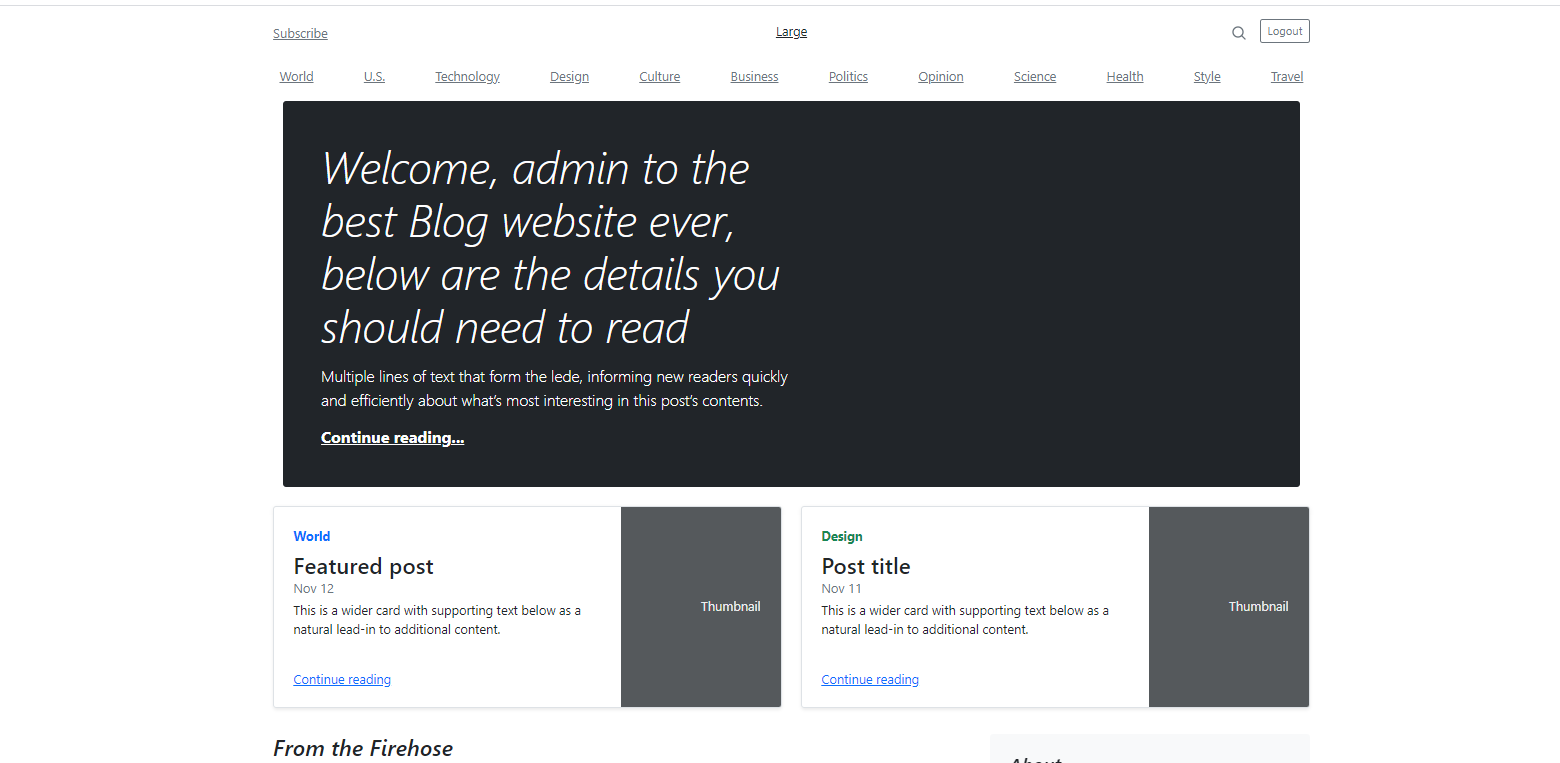 Subscribe Large Logout
World U.S. Technology Design Culture Business Politics Opinion Science Health Style Travel
Welcome, admin to the
best Blog website ever,
below are the details you
should need to read
Multiple lines of text that form the lede, informing new readers quickly
and efficiently about what's most interesting in this post's contents.
Continue reading...
World
Featured post
Nov 12
This is a wider card with supporting text below as a
natural lead-in to additional content.
Continue reading
Thumbnail
Design
Post title
Nov 11
This is a wider card with supporting text below as a
natural lead-in to additional content.
Continue reading
Thumbnail
From the Firehose
About